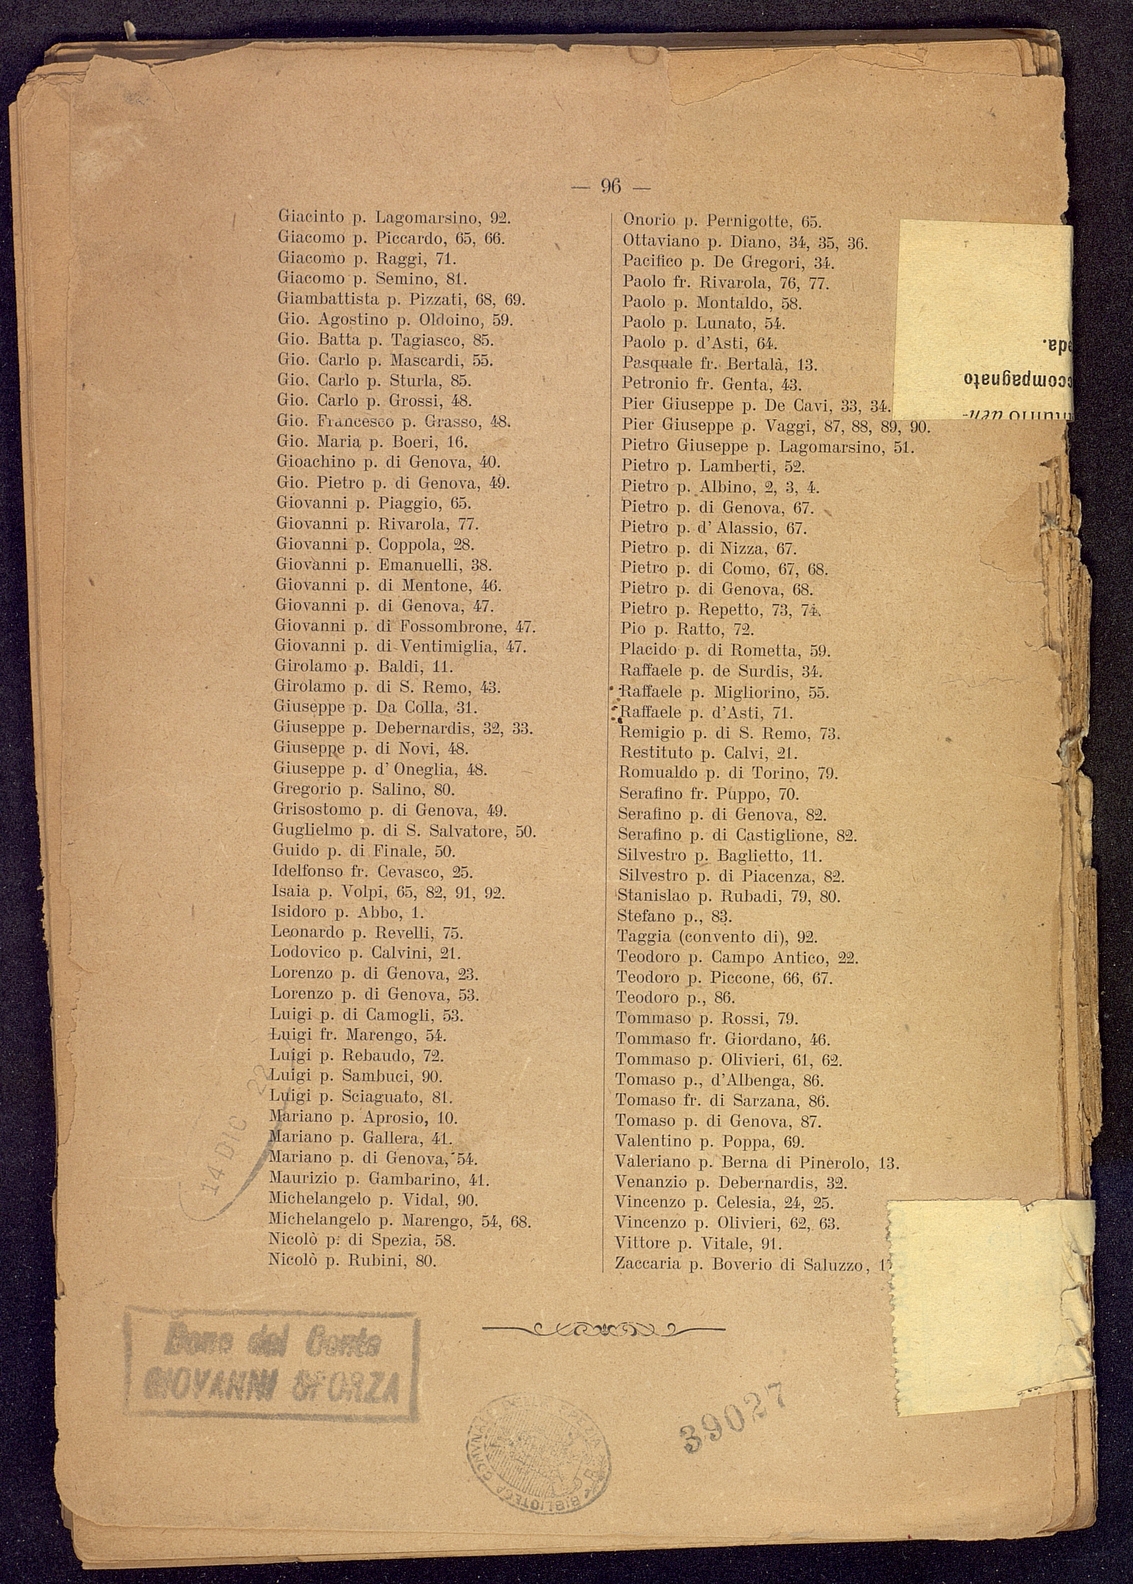 — 96 —
Giacinto p. Lagomarsino, 92.
Giacomo p. Piccardo, 65, 66.
Giacomo p. Raggi, 71.
Giacomo p. Semino, 81.
Giambattista p. Pizzati, 68, 69.
Gio. Agostino p. Oldoino, 59.
Gio. Batta p. Tagiasco, 85.
Gio. Carlo p. Mascardi, 55.
Gio. Carlo p. Sturla, 85.
Gio. Carlo p. Grossi, 48.
Gio. Francesco p. Grasso, 48.
Gio. Maria p. Boeri, 16.
Gioachino p. di Genova, 40.
Gio. Pietro p. di Genova, 49.
Giovanni p. Piaggio, 65.
Giovanni p. Rivarola, 77.
Giovanni p. Coppola, 28.
Giovanni p. Emanuelli, 38.
Giovanni p. di Mentone, 46.
Giovanni p. di Genova, 47.
Giovanni p. di Fossombrone, 47.
Giovanni p. di Ventimiglia, 47.
Girolamo p. Baldi, 11.
Girolamo p. di S. Remo, 43.
Giuseppe p. Da Colla, 31.
Giuseppe p. Debernardis, 32, 33.
Giuseppe p. di Novi, 48.
Giuseppe p. d' Oneglia, 48.
Gregorio p. Salino, 80.
Grisostomo p. di Genova, 49.
Guglielmo p. di S. Salvatore, 50.
Guido p. di Finale, 50.
Idelfonso fr. Cevasco, 25.
Isaia p. Volpi, 65, 82, 91, 92.
Isidoro p. Abbo, 1.
Leonardo p. Revelli, 75.
Lodovico p. Calvini, 21.
Lorenzo p. di Genova, 23.
Lorenzo p. di Genova, 53.
Luigi p. di Camogli, 53.
Luigi fr. Marengo, 54.
Luigi p. Rebaudo, 72.
Luigi p. Sambuci, 90.
Luigi p. Sciaguato, 81.
Mariano p. Aprosio, 10.
Mariano p. Gallera, 41.
Mariano p. di Genova, 54.
Maurizio p. Gambarino, 41.
Michelangelo p. Vidal, 90.
Michelangelo p. Marengo, 54, 68.
Nicolò p. di Spezia, 58.
Nicolò p. Rubini, 80.
Onorio p. Pernigotte, 65.
Ottaviano p. Diano, 34, 35, 36.
Pacifico p. De Gregori, 34.
Paolo fr. Rivarola, 76, 77.
Paolo p. Montaldo, 58.
Paolo p. Lunato, 54.
Paolo p. d'Asti, 64.
Pasquale fr. Bertalà, 13.
Petronio fr. Genta, 43.
Pier Giuseppe p. De Cavi, 33, 34.
Pier Giuseppe p. Vaggi, 87, 88, 89, 90.
Pietro Giuseppe p. Lagomarsino, 51.
Pietro p. Lamberti, 52.
Pietro p. Albino, 2, 3, 4.
Pietro p. di Genova, 67.
Pietro p. d' Alassio, 67.
Pietro p. di Nizza, 67.
Pietro p. di Como, 67, 68.
Pietro p. di Genova, 68.
Pietro p. Repetto, 73, 74.
Pio p. Ratto, 72.
Placido p. di Rometta, 59.
Raffaele p. de Surdis, 34.
Raffaele p. Migliorino, 55.
Raffaele p. d'Asti, 71.
Remigio p. di S. Remo, 73.
Restituto p. Calvi, 21.
Romualdo p. di Torino, 79.
Serafino fr. Puppo, 70.
Serafino p. di Genova, 82.
Serafino p. di Castiglione, 82.
Silvestro p. Baglietto, 11.
Silvestro p. di Piacenza, 82.
Stanislao p. Rubadi, 79, 80.
Stefano p., 83.
Taggia (convento di), 92.
Teodoro p. Campo Antico, 22.
Teodoro p. Piccone, 66, 67.
Teodoro p., 86.
Tommaso p. Rossi, 79.
Tommaso fr. Giordano, 46.
Tommaso p. Olivieri, 61, 62.
Tomaso p., d'Albenga, 86.
Tomaso fr. di Sarzana, 86.
Tomaso p. di Genova, 87.
Valentino p. Poppa, 69.
Valeriano p. Berna di Pinerolo, 13.
Venanzio p. Debernardis, 32.
Vincenzo p. Celesia, 24, 25.
Vincenzo p. Olivieri, 62, 63.
Vittore p. Vitale, 91.
Zaccaria p. Boverio di Saluzzo,
ccompagnato
14 DIC 22
Dono del Conte
GIOVANNI SFORZA
BIBLIOTECA COMUNALE DELLA SPEZIA
39027